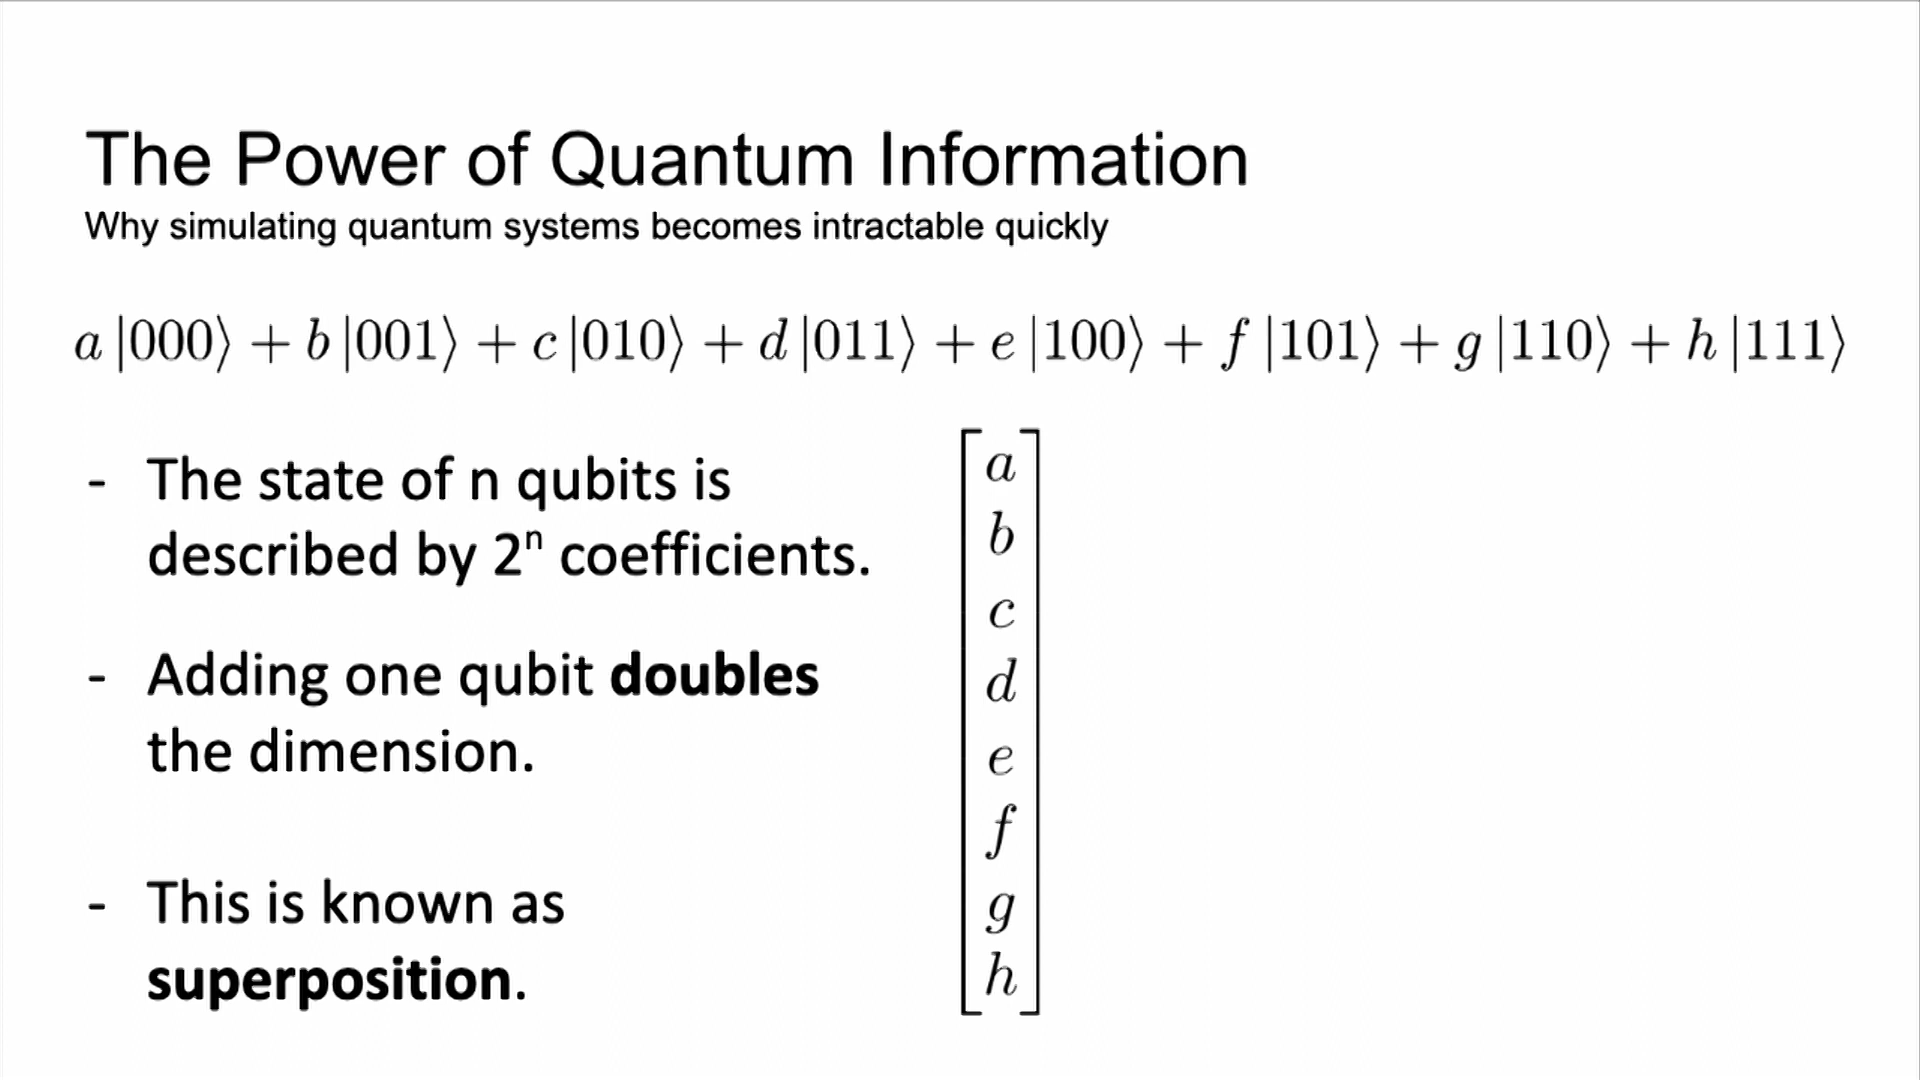 The Power of Quantum Information
Why simulating quantum systems becomes intractable quickly
a |000⟩ + b |001⟩ + c |010⟩ + d |011⟩ + e |100⟩ + f |101⟩ + g |110⟩ + h |111⟩
- The state of n qubits is
described by 2ⁿ coefficients.
- Adding one qubit doubles
the dimension.
- This is known as
superposition.
a
b
c
d
e
f
g
h